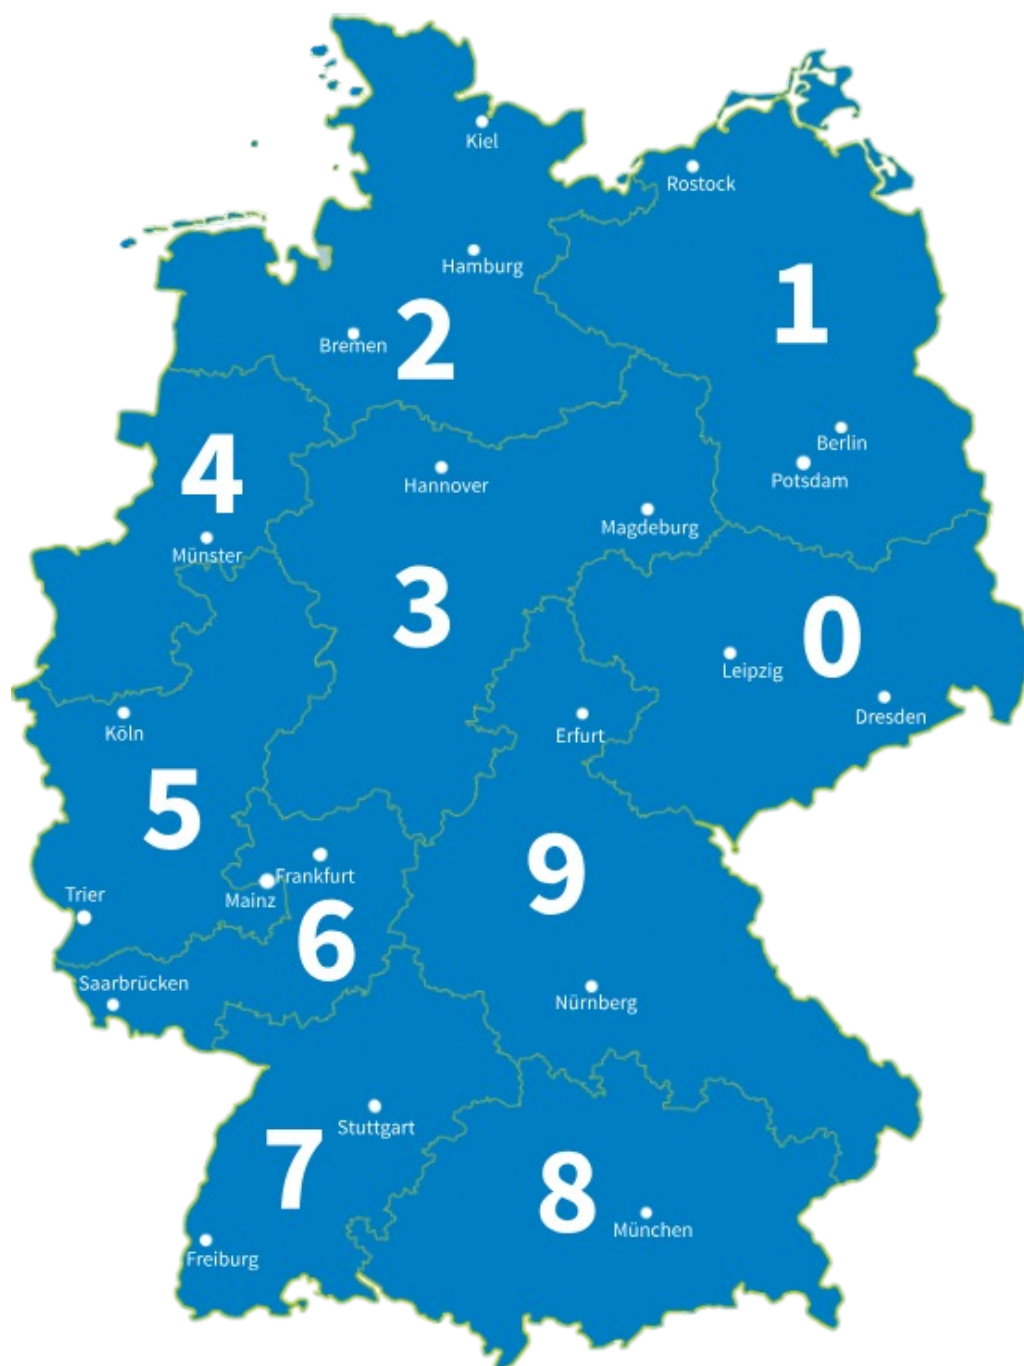 Kiel
Rostock
Hamburg
1
2
Bremen
Berlin
4
Potsdam
Hannover
Magdeburg
Münster
3
0
Leipzig
Dresden
Köln
Erfurt
5
9
Frankfurt
Trier
Mainz
6
Saarbrücken
Nürnberg
Stuttgart
7
8
München
Freiburg